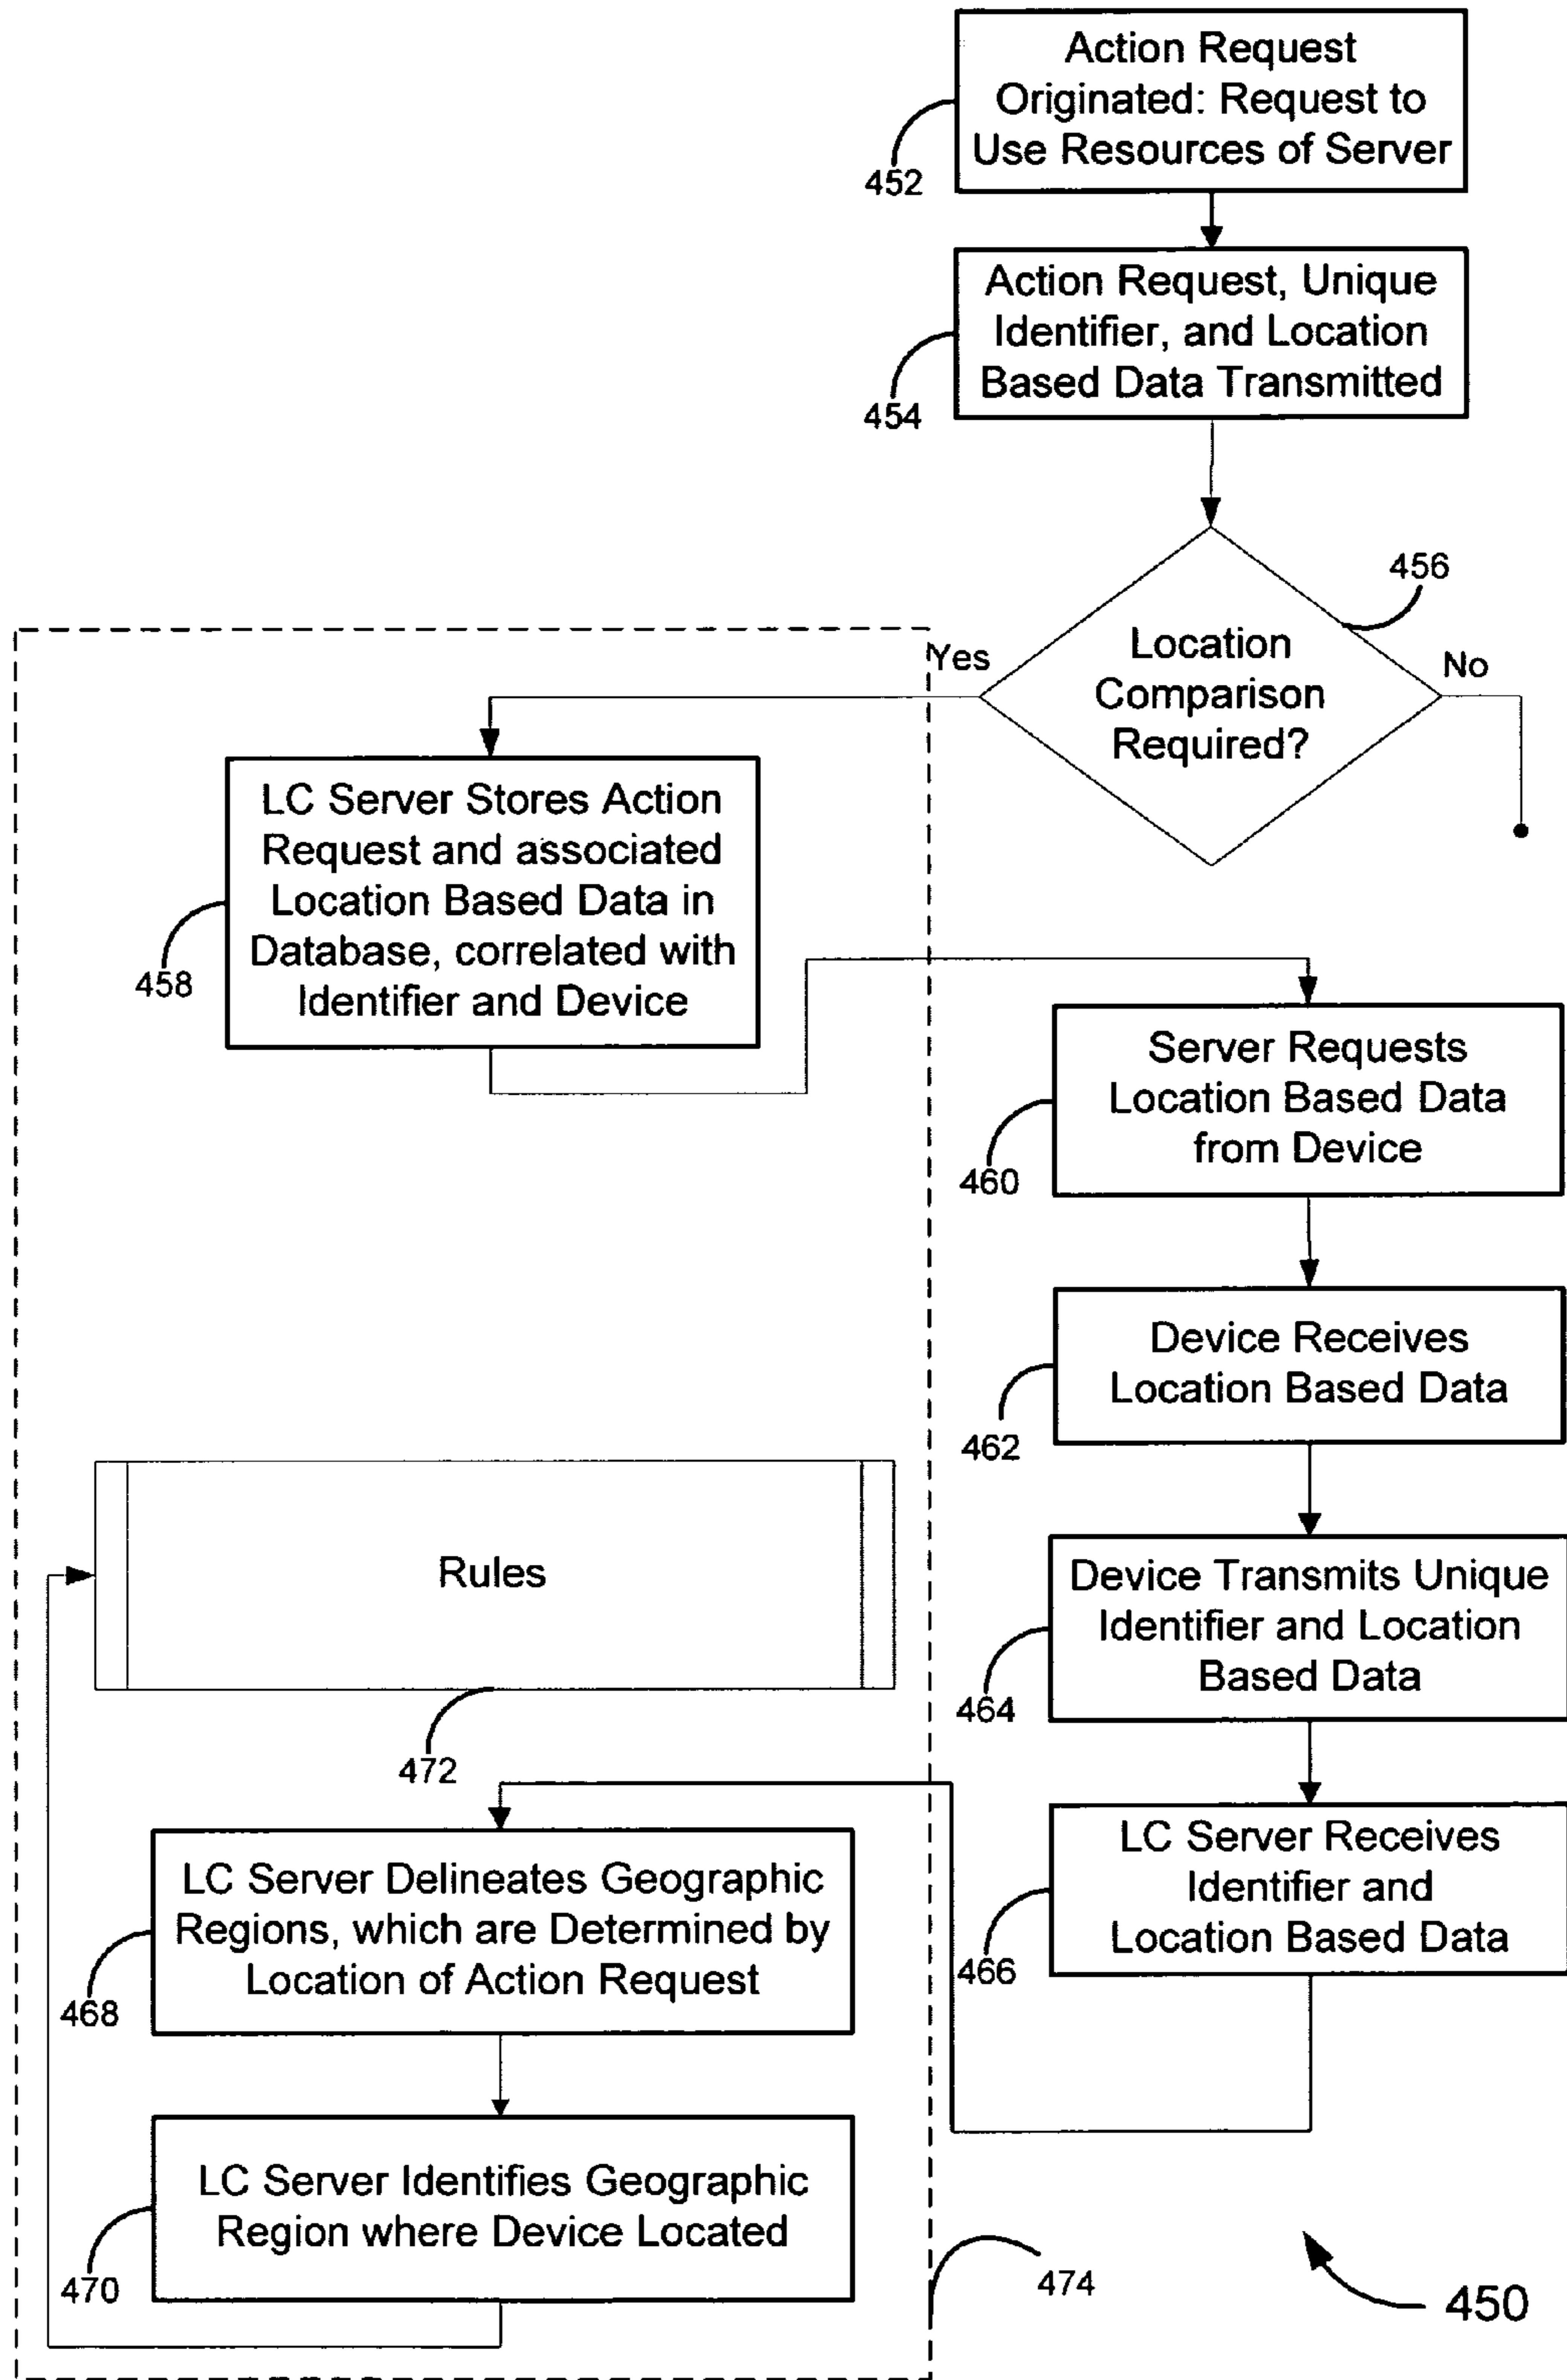 Action Request
Originated: Request to
Use Resources of Server
452
Action Request, Unique
Identifier, and Location
Based Data Transmitted
454
456
Location
Comparison
Required?
Yes
No
LC Server Stores Action
Request and associated
Location Based Data in
Database, correlated with
Identifier and Device
458
Server Requests
Location Based Data
from Device
460
Device Receives
Location Based Data
462
Device Transmits Unique
Identifier and Location
Based Data
464
LC Server Receives
Identifier and
Location Based Data
466
LC Server Delineates Geographic
Regions, which are Determined by
Location of Action Request
468
LC Server Identifies Geographic
Region where Device Located
470
Rules
472
474
450